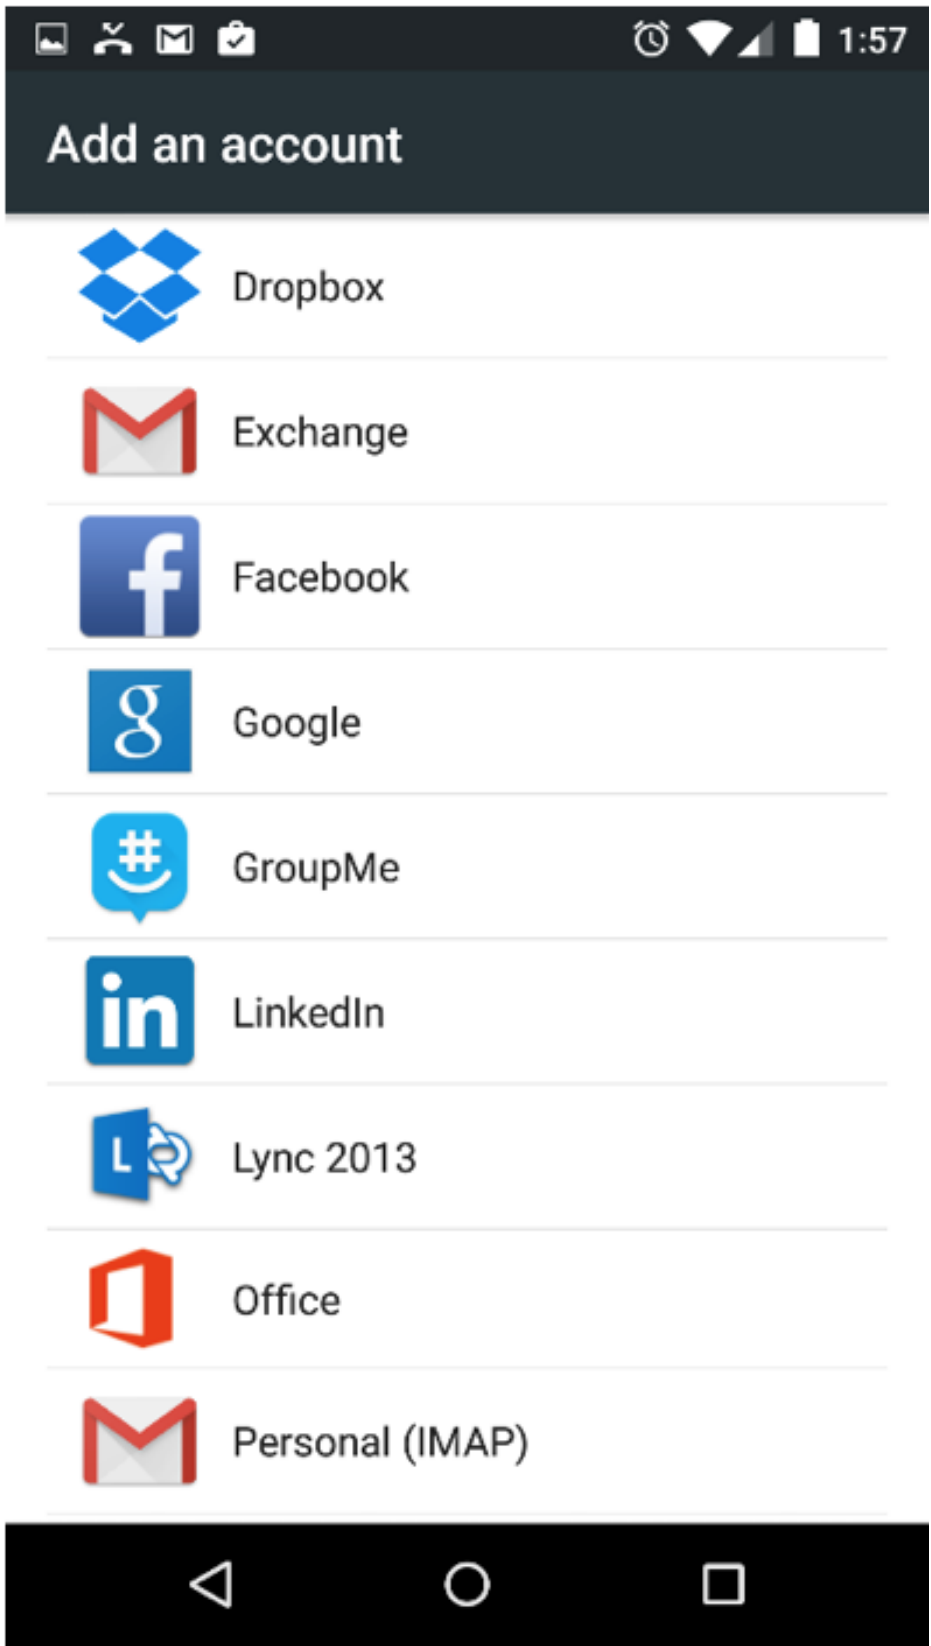 1:57
Add an account
Dropbox
Exchange
Facebook
Google
GroupMe
LinkedIn
Lync 2013
Office
Personal (IMAP)